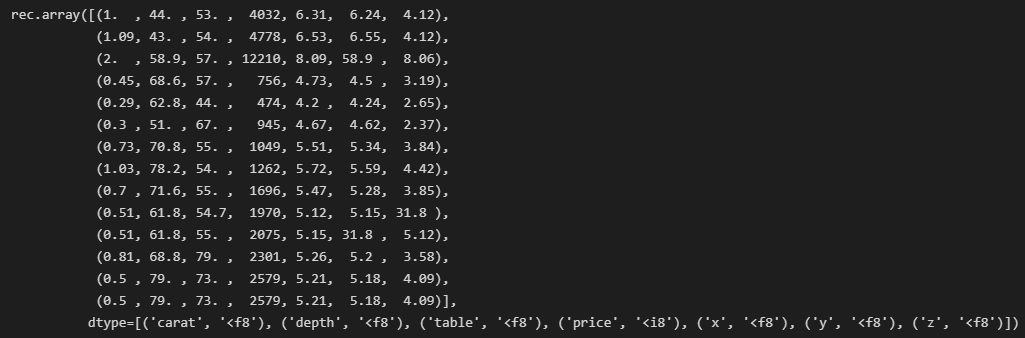 rec.array([(1.  , 44. , 53. ,  4032, 6.31,  6.24,  4.12),
           (1.09, 43. , 54. ,  4778, 6.53,  6.55,  4.12),
           (2.  , 58.9, 57. , 12210, 8.09, 58.9 ,  8.06),
           (0.45, 68.6, 57. ,   756, 4.73,  4.5 ,  3.19),
           (0.29, 62.8, 44. ,   474, 4.2 ,  4.24,  2.65),
           (0.3 , 51. , 67. ,   945, 4.67,  4.62,  2.37),
           (0.73, 70.8, 55. ,  1049, 5.51,  5.34,  3.84),
           (1.03, 78.2, 54. ,  1262, 5.72,  5.59,  4.42),
           (0.7 , 71.6, 55. ,  1696, 5.47,  5.28,  3.85),
           (0.51, 61.8, 54.7,  1970, 5.12,  5.15, 31.8 ),
           (0.51, 61.8, 55. ,  2075, 5.15, 31.8 ,  5.12),
           (0.81, 68.8, 79. ,  2301, 5.26,  5.2 ,  3.58),
           (0.5 , 79. , 73. ,  2579, 5.21,  5.18,  4.09),
           (0.5 , 79. , 73. ,  2579, 5.21,  5.18,  4.09)],
          dtype=[('carat', '<f8'), ('depth', '<f8'), ('table', '<f8'), ('price', '<i8'), ('x', '<f8'), ('y', '<f8'), ('z', '<f8')])